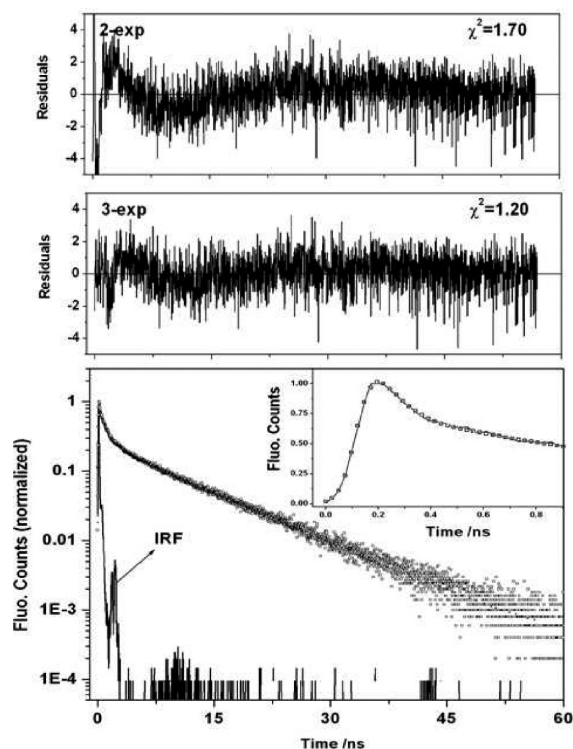 2-exp
χ²=1.70
4
2
0
-2
-4
Residuals
3-exp
χ²=1.20
4
2
0
-2
-4
Residuals
1
0.1
0.01
1E-3
1E-4
Fluo. Counts (normalized)
IRF
0
15
30
45
60
Time /ns
1.00
0.75
0.50
0.25
0.00
Fluo. Counts
0.0
0.2
0.4
0.6
0.8
Time /ns